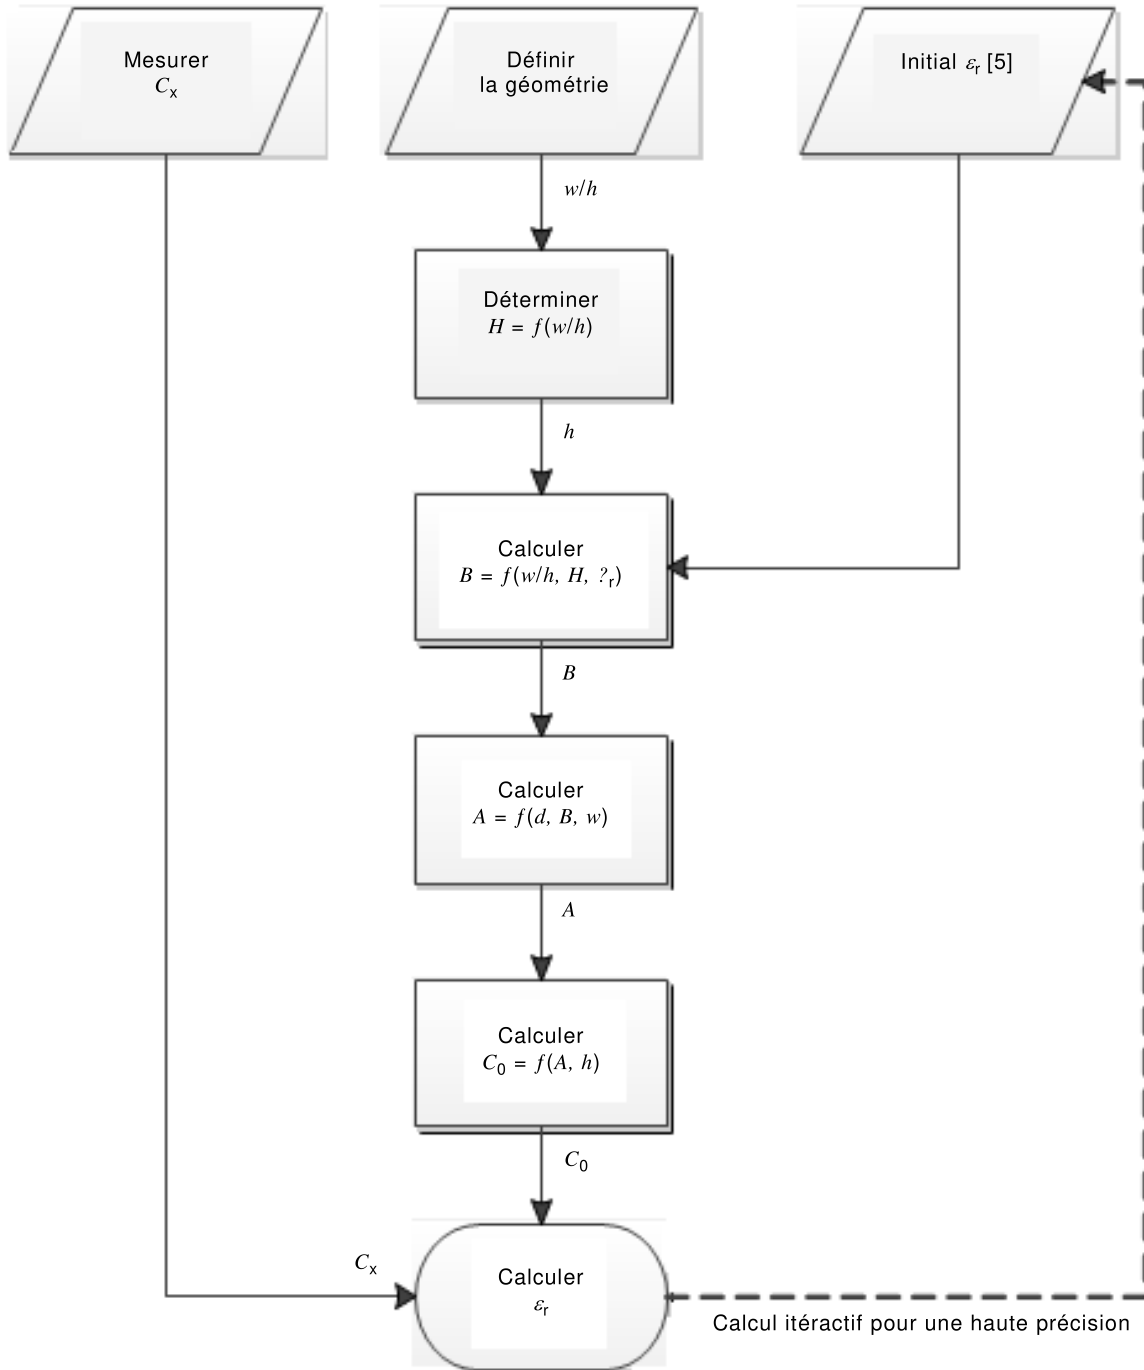 Mesurer
Cx
Définir
la géométrie
Initial εr [5]
w/h
Déterminer
H = f(w/h)
h
Calculer
B = f(w/h, H, ?r)
B
Calculer
A = f(d, B, w)
A
Calculer
C0 = f(A, h)
C0
Cx
Calculer
εr
Calcul itéractif pour une haute précision